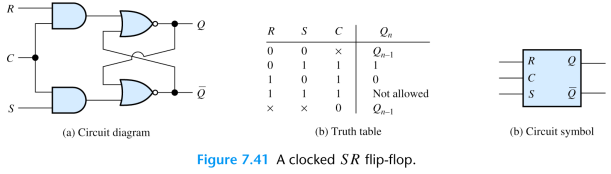 R
Q
C
Q̄
S
(a) Circuit diagram
R S C Qn
0 0 × Qn–1
0 1 1 1
1 0 1 0
1 1 1 Not allowed
× × 0 Qn–1
(b) Truth table
R Q
C
S Q̄
(b) Circuit symbol
Figure 7.41 A clocked SR flip-flop.